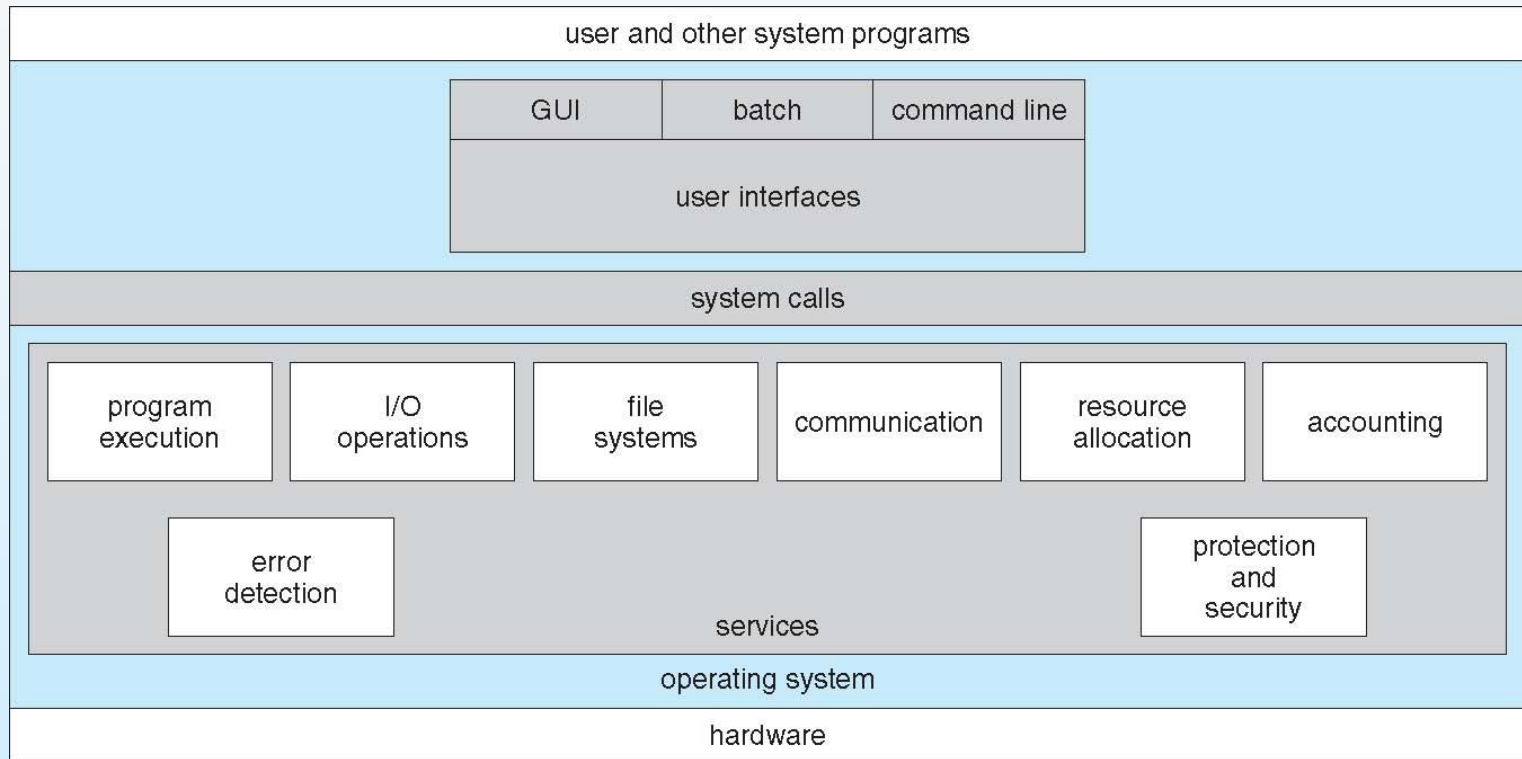 user and other system programs
GUI
batch
command line
user interfaces
system calls
program
execution
I/O
operations
file
systems
communication
resource
allocation
accounting
error
detection
protection
and
security
services
operating system
hardware